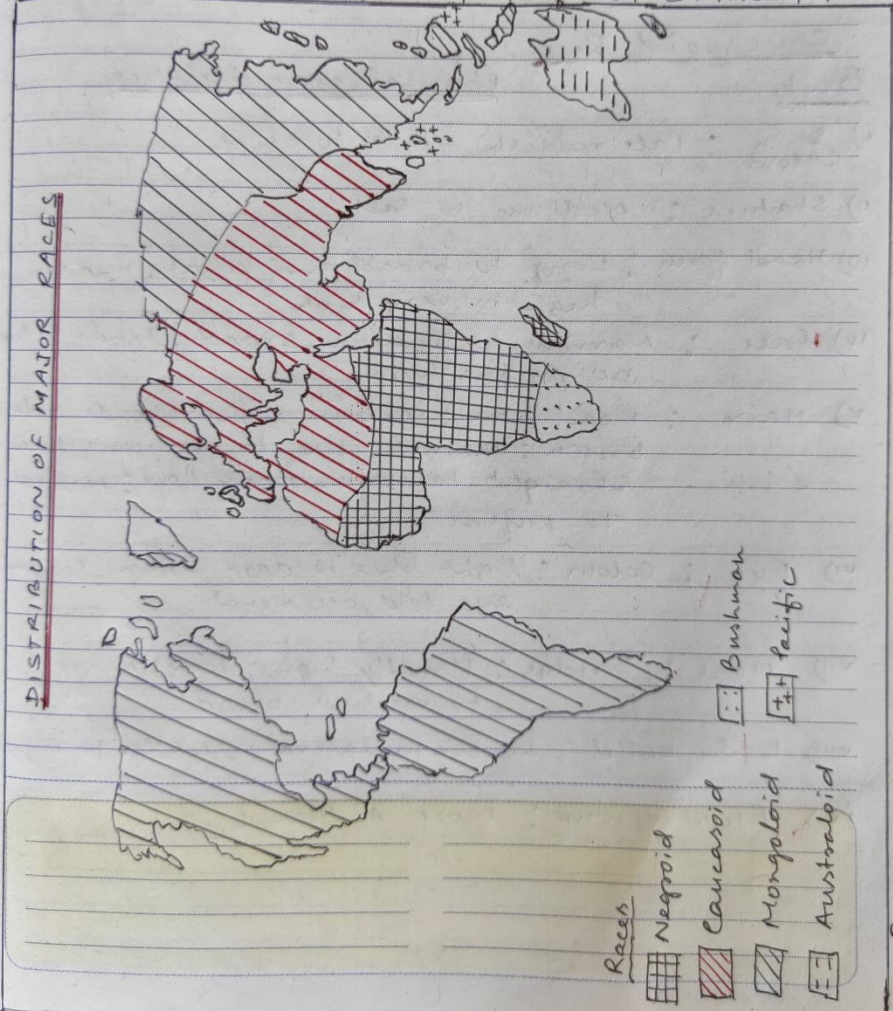 DISTRIBUTION OF MAJOR RACES
Races
Negroid
Caucasoid
Mongoloid
Australoid
Bushman
Pacific